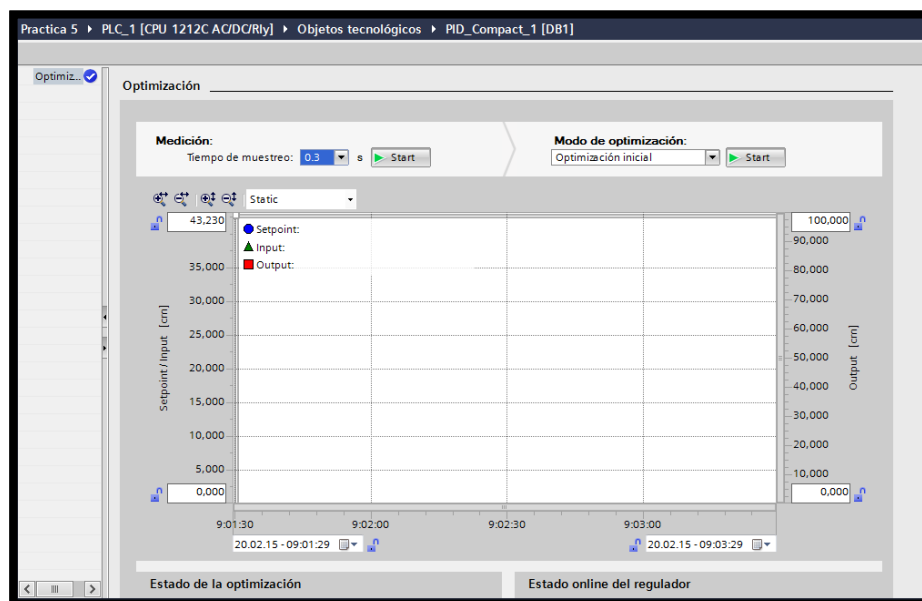 Practica 5 ▸ PLC_1 [CPU 1212C AC/DC/Rly] ▸ Objetos tecnológicos ▸ PID_Compact_1 [DB1]
Optimiz...
Optimización
Medición:
Tiempo de muestreo: 0.3 s Start
Modo de optimización:
Optimización inicial Start
Static
43,230
35,000
30,000
25,000
20,000
15,000
10,000
5,000
0,000
Setpoint/Input [cm]
Setpoint:
Input:
Output:
100,000
90,000
80,000
70,000
60,000
50,000
40,000
30,000
20,000
10,000
0,000
Output [cm]
9:01:30 9:02:00 9:02:30 9:03:00
20.02.15 - 09:01:29 20.02.15 - 09:03:29
Estado de la optimización
Estado online del regulador